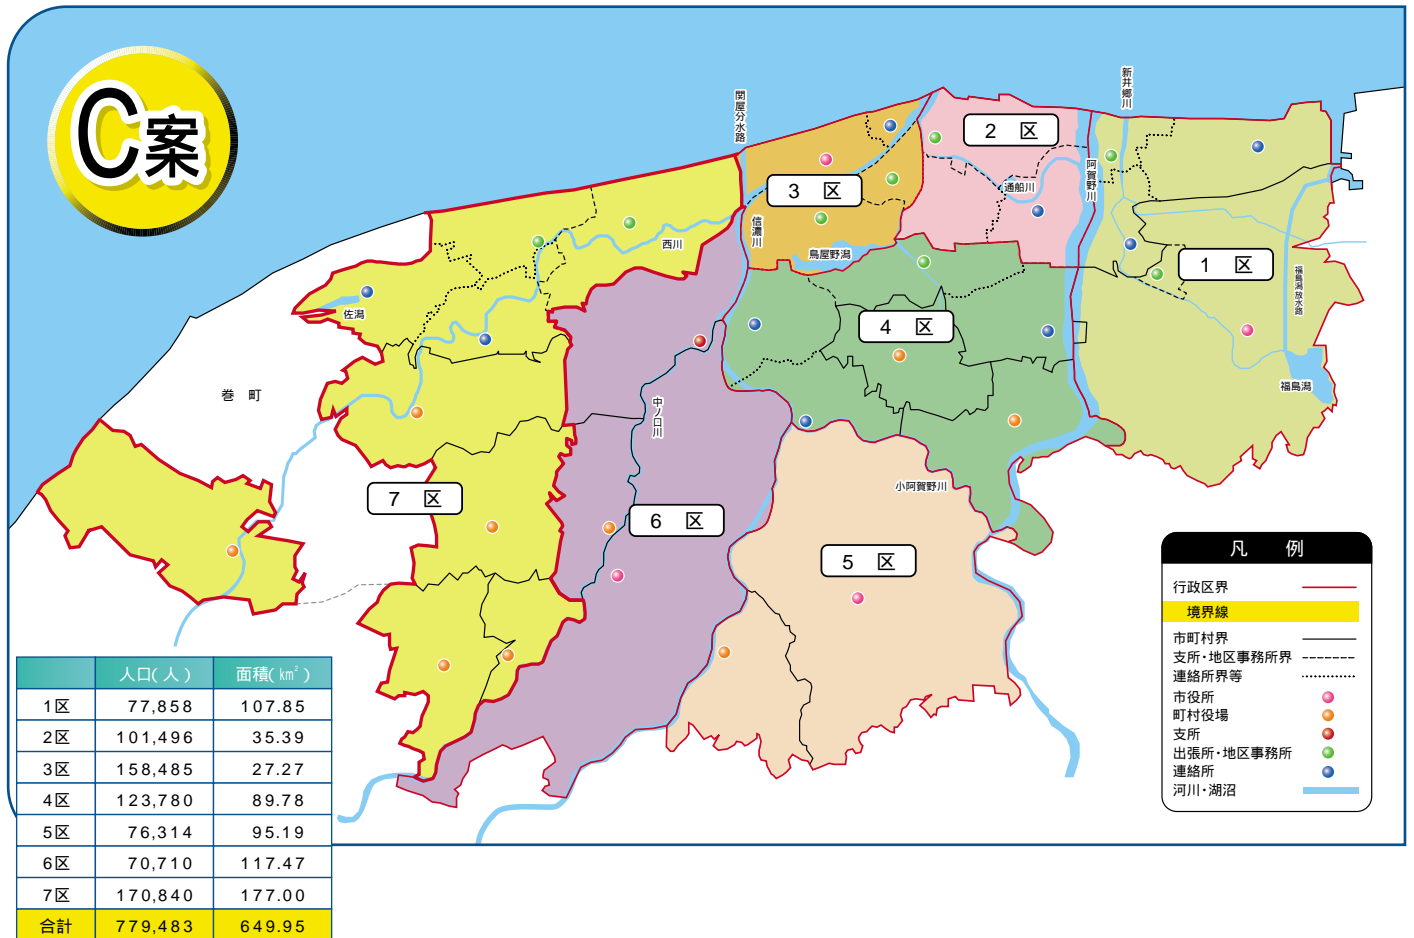 C案
関屋分水路
新井郷川
2 区
3 区
通船川
阿賀野川
信濃川
西川
鳥屋野潟
1 区
福島潟放水路
佐潟
4 区
福島潟
巻 町
中ノ口川
小阿賀野川
7 区
6 区
5 区
凡 例
行政区界
境界線
市町村界
支所・地区事務所界
連絡所界等
市役所
町村役場
支所
出張所・地区事務所
連絡所
河川・湖沼
人口(人) 面積(km²)
1区 77,858 107.85
2区 101,496 35.39
3区 158,485 27.27
4区 123,780 89.78
5区 76,314 95.19
6区 70,710 117.47
7区 170,840 177.00
合計 779,483 649.95